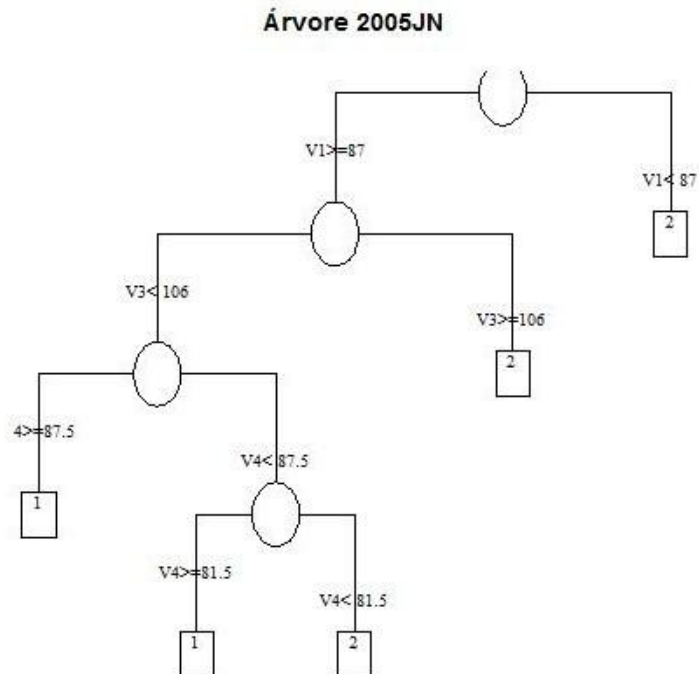 Árvore 2005JN
V1>=87
V1< 87
2
V3< 106
V3>=106
2
4>=87.5
V4< 87.5
1
V4>=81.5
V4< 81.5
1
2